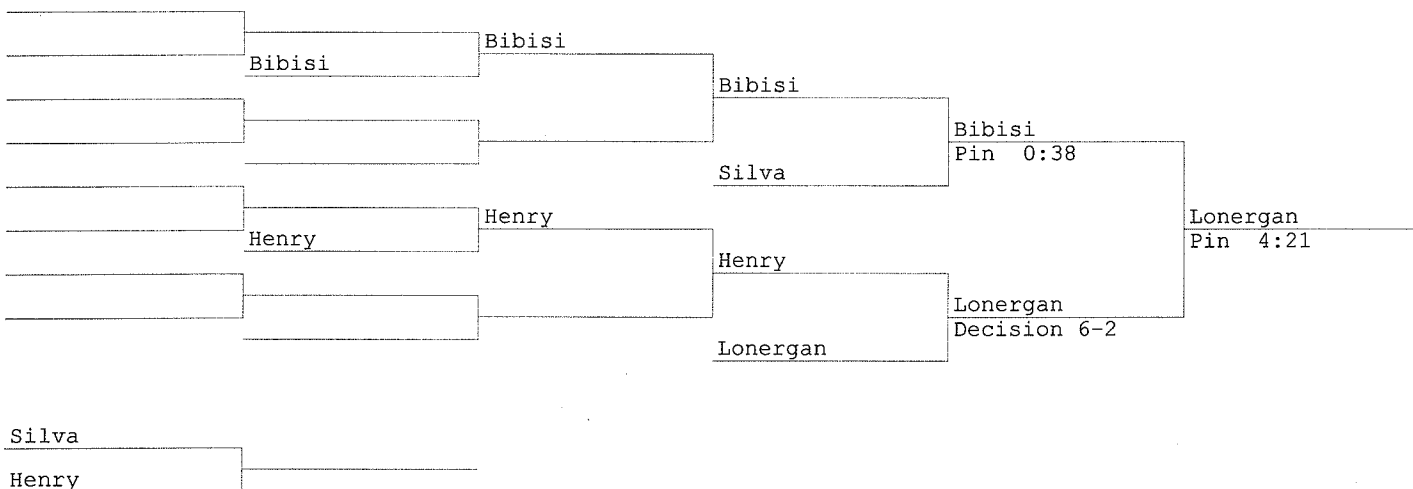 Bibisi
Bibisi
Bibisi
Bibisi
Pin 0:38
Silva
Henry
Lonergan
Henry
Pin 4:21
Henry
Lonergan
Decision 6-2
Lonergan
Silva
Henry